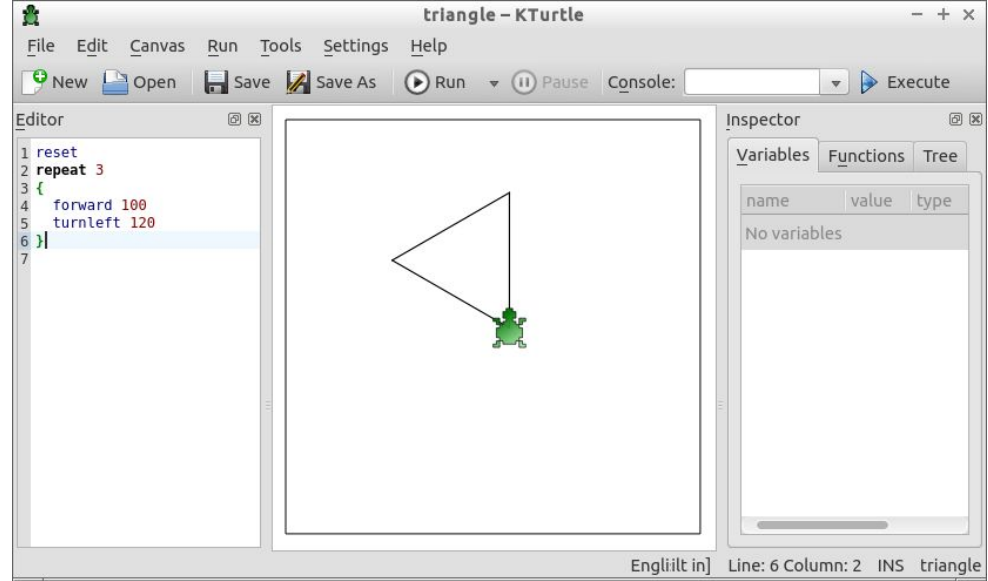 triangle – KTurtle
File Edit Canvas Run Tools Settings Help
New Open Save Save As Run Pause Console: Execute
Editor
1 reset
2 repeat 3
3 {
4 forward 100
5 turnleft 120
6 }
7
Inspector
Variables Functions Tree
name value type
No variables
Line: 6 Column: 2 INS triangle